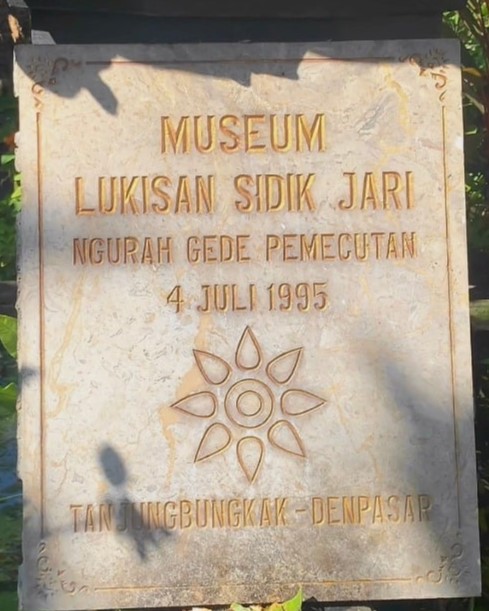 MUSEUM
LUKISAN SIDIK JARI
NGURAH GEDE PEMECUTAN
4 JULI 1995
TANJUNGBUNGKAK - DENPASAR